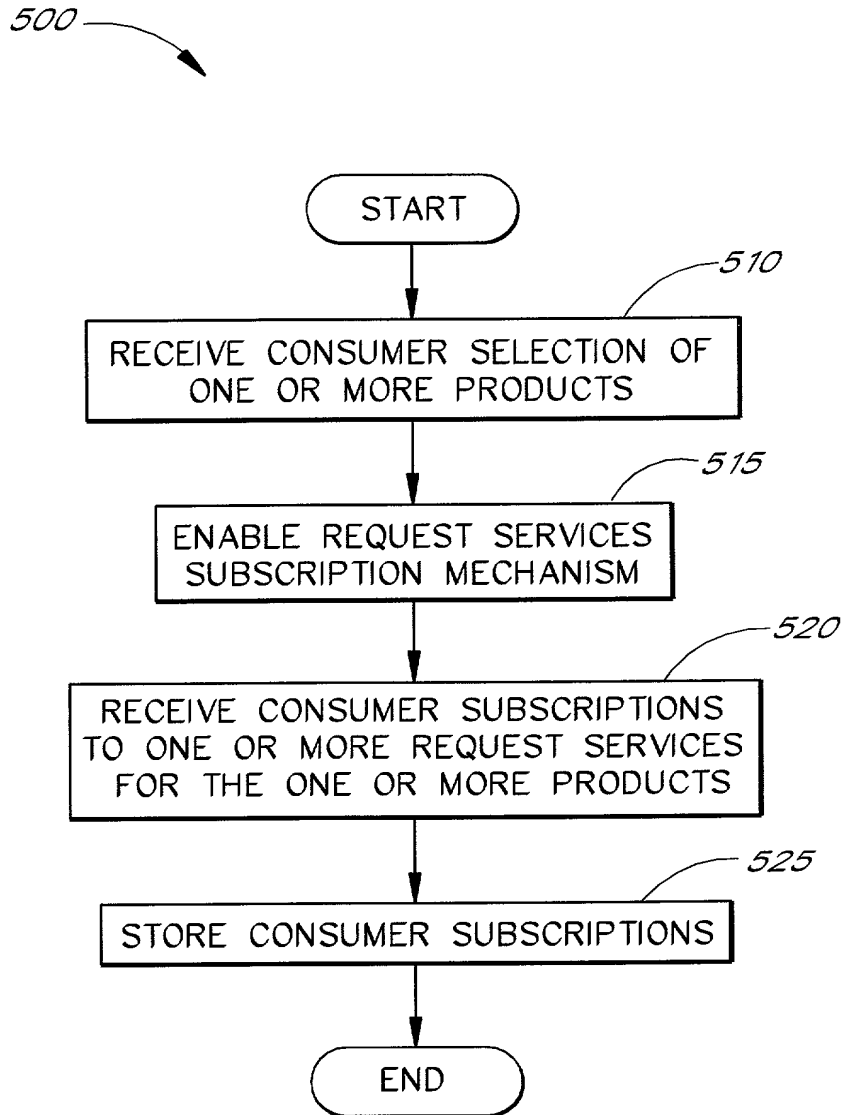 500
START
510
RECEIVE CONSUMER SELECTION OF
ONE OR MORE PRODUCTS
515
ENABLE REQUEST SERVICES
SUBSCRIPTION MECHANISM
520
RECEIVE CONSUMER SUBSCRIPTIONS
TO ONE OR MORE REQUEST SERVICES
FOR THE ONE OR MORE PRODUCTS
525
STORE CONSUMER SUBSCRIPTIONS
END